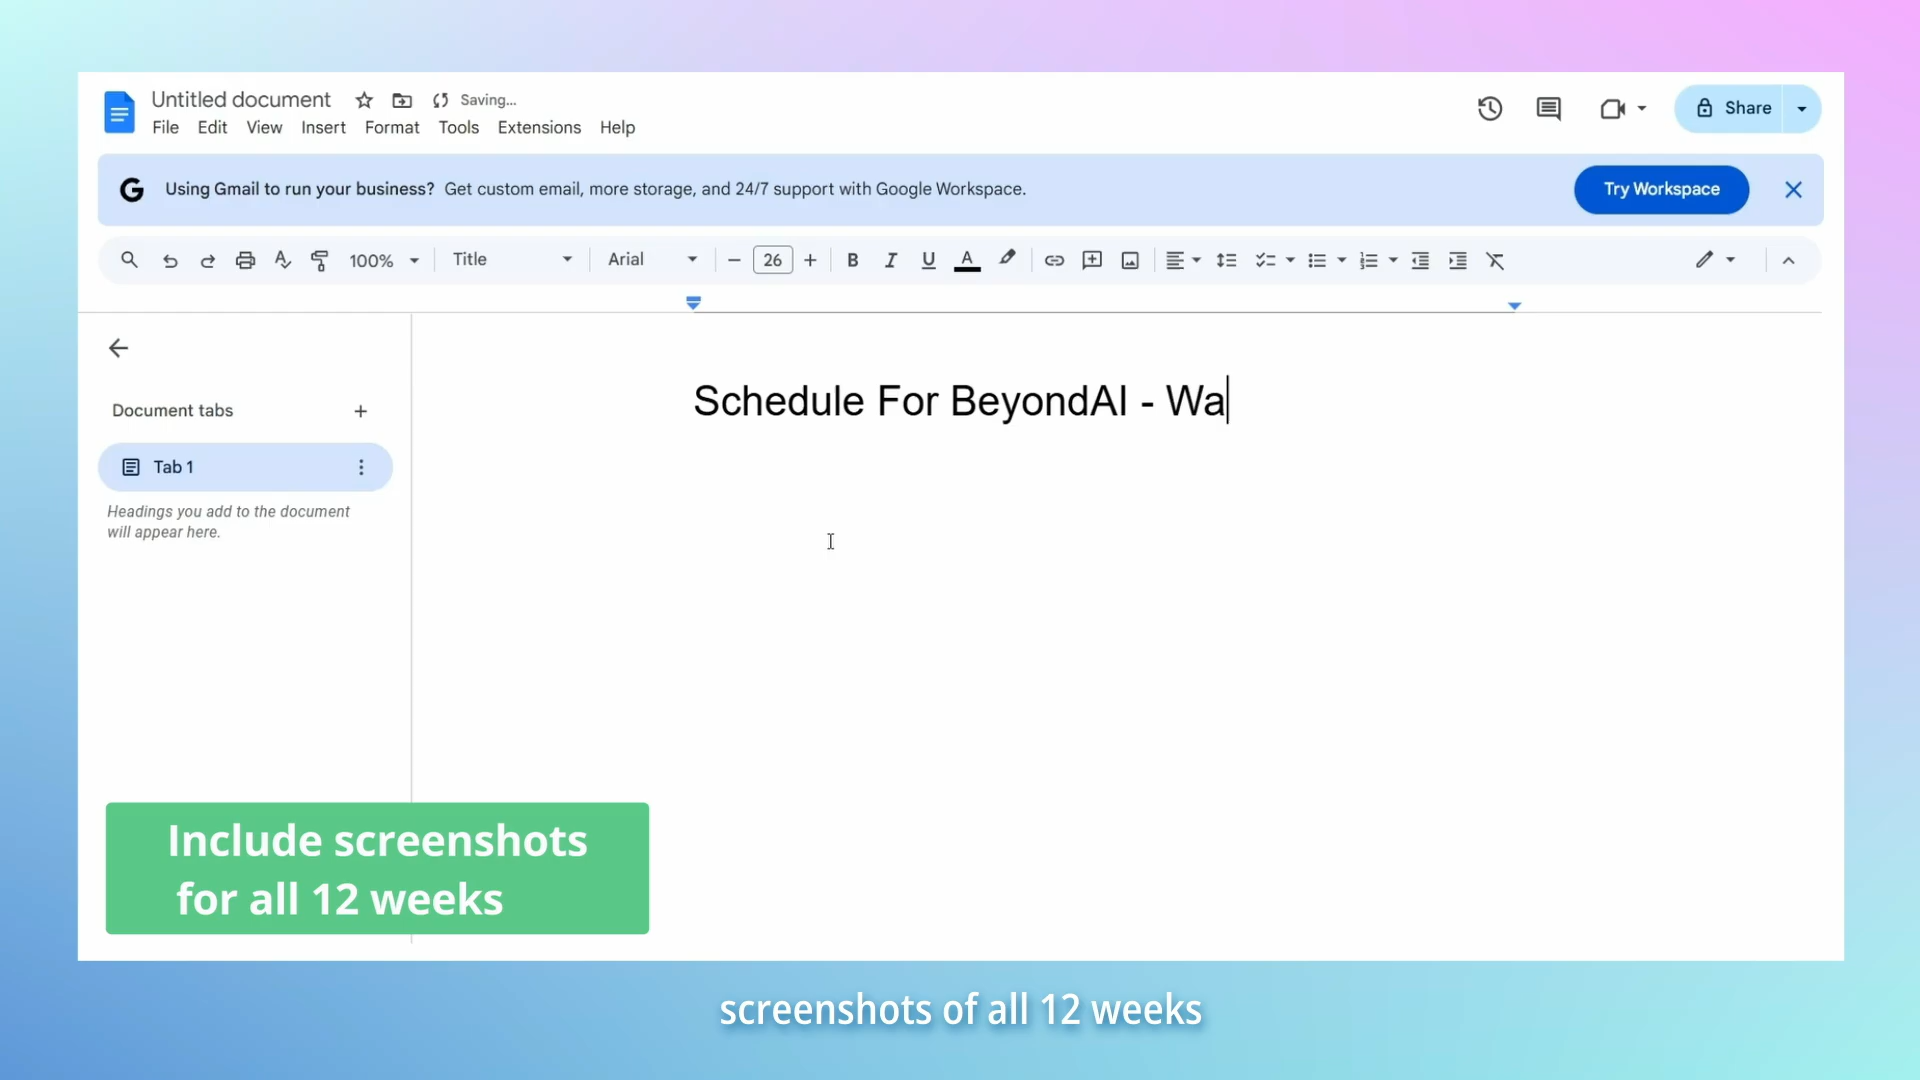 Untitled document
Saving...
File Edit View Insert Format Tools Extensions Help
Share
G Using Gmail to run your business? Get custom email, more storage, and 24/7 support with Google Workspace.
Try Workspace
100% Title Arial 26 B I U A
Document tabs
Tab 1
Headings you add to the document
will appear here.
Schedule For BeyondAI - Wa
Include screenshots
for all 12 weeks
screenshots of all 12 weeks